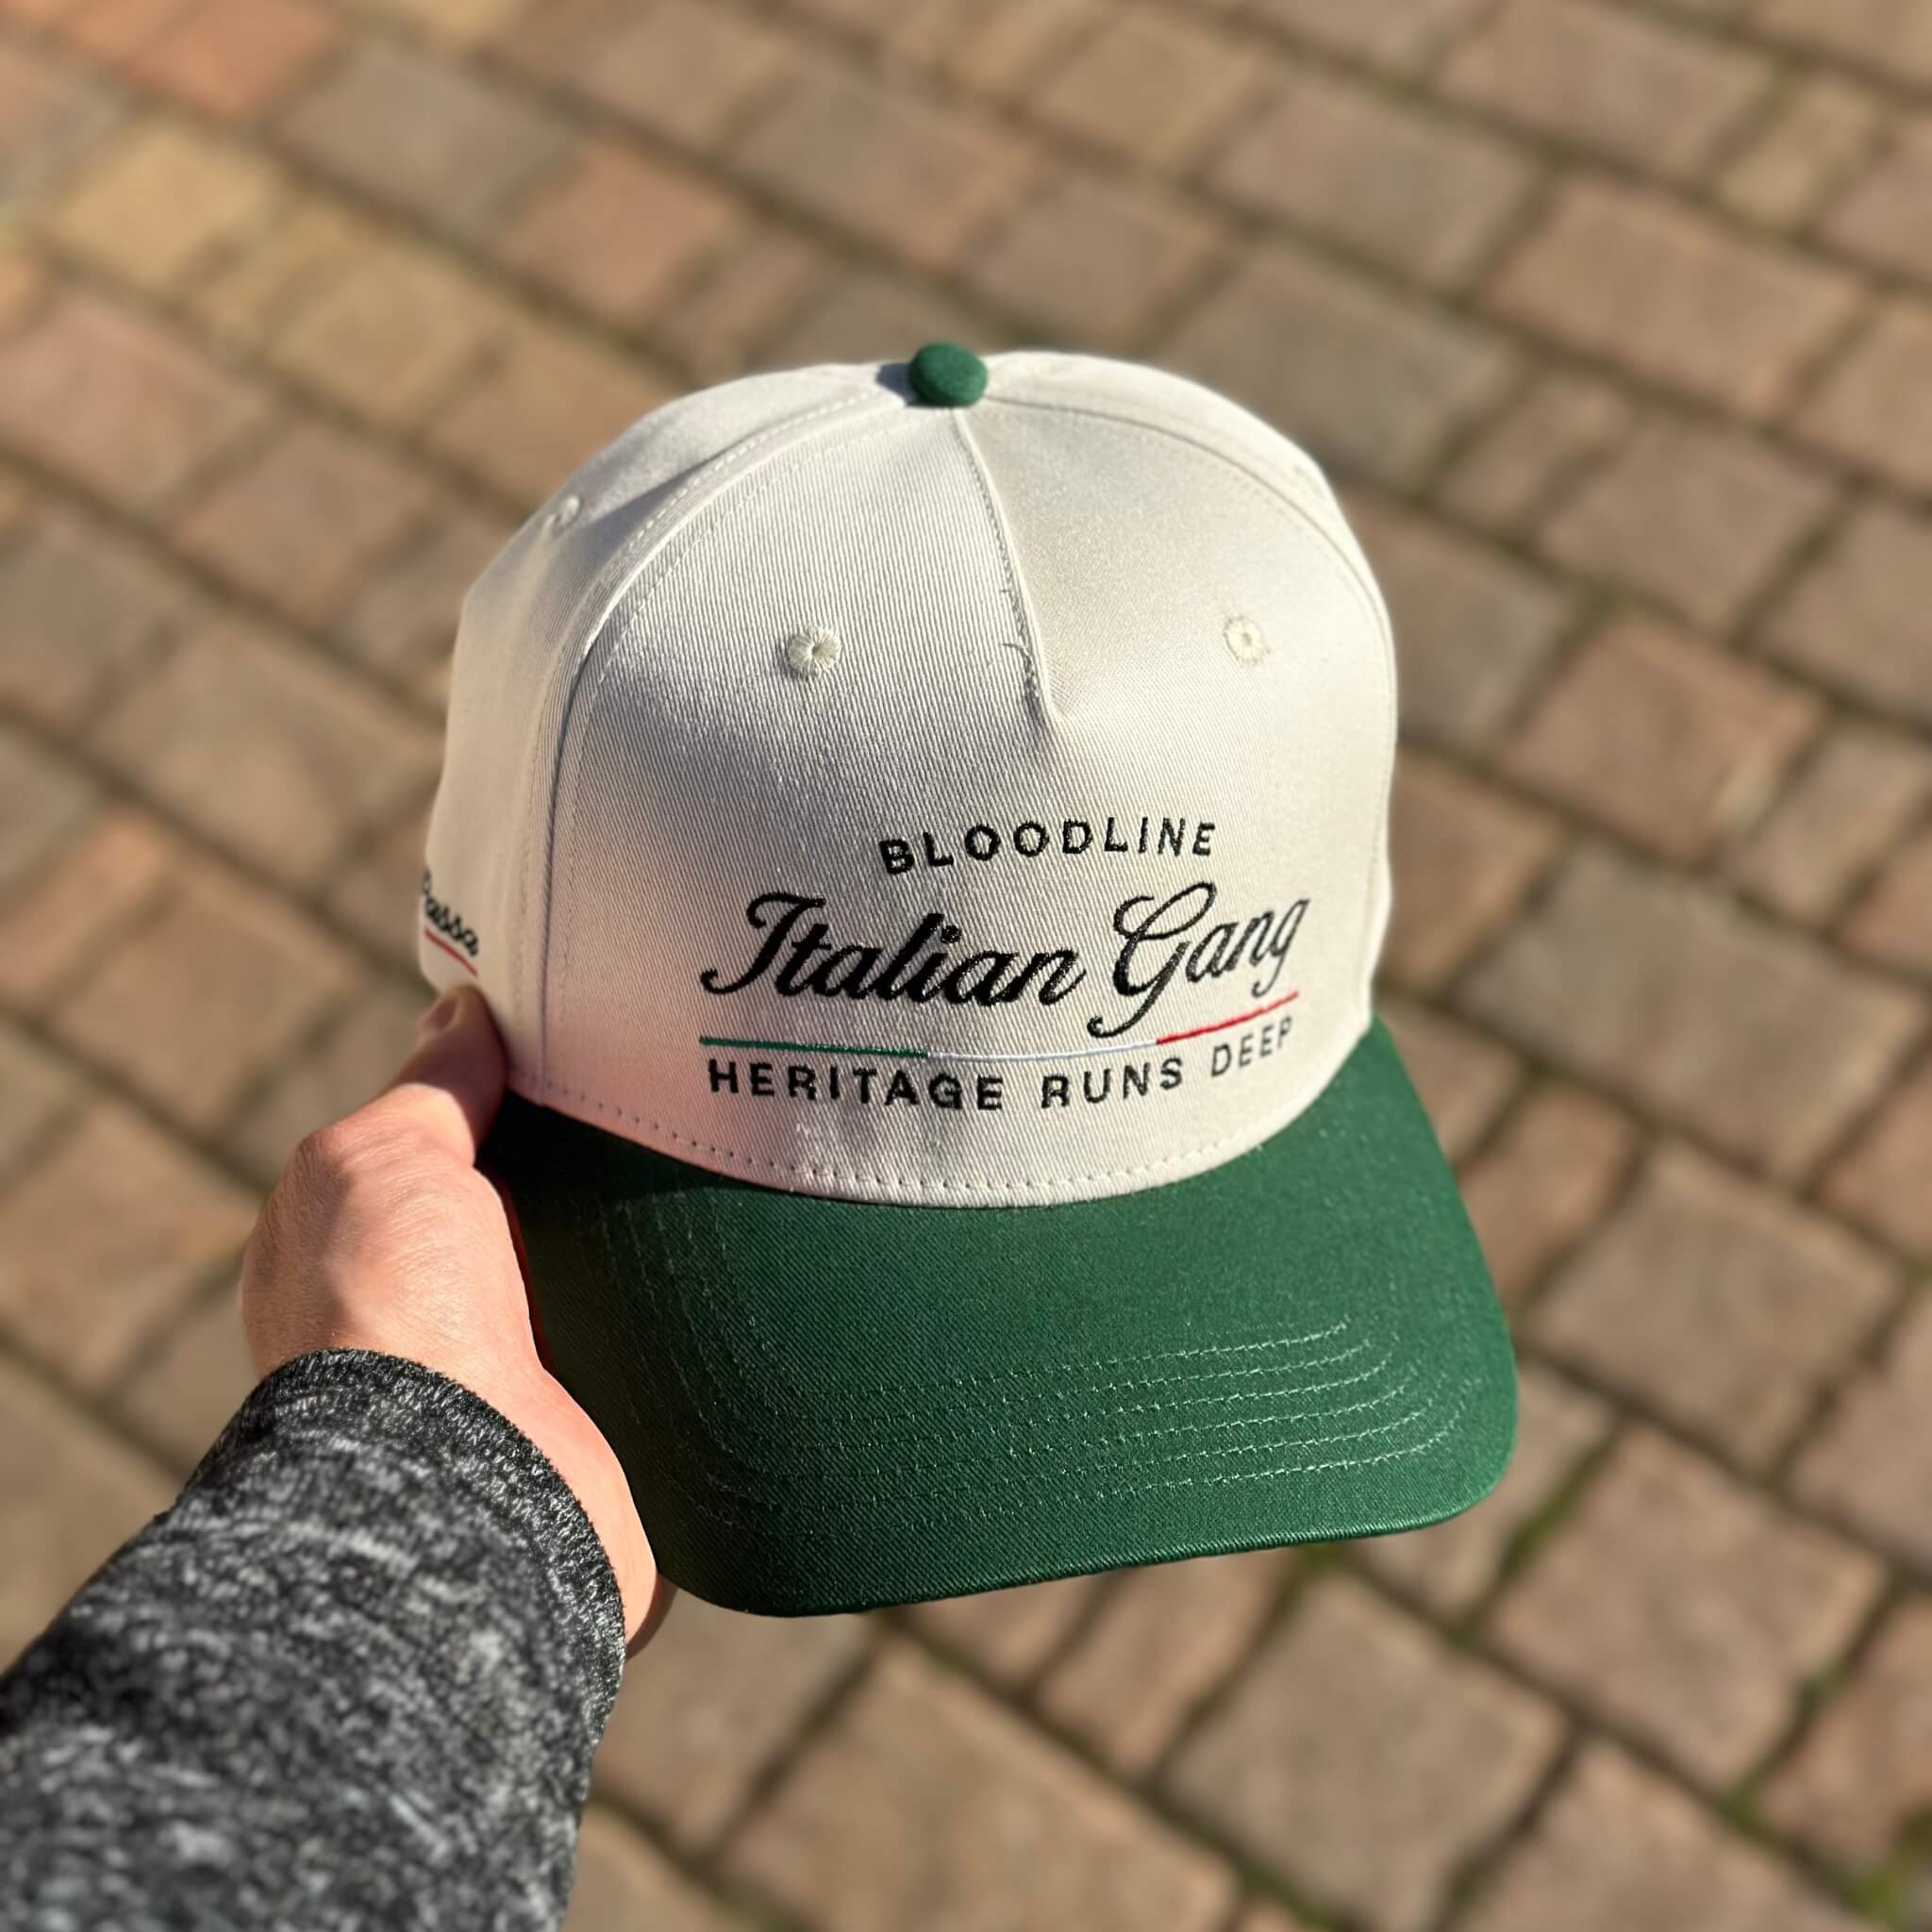 BLOODLINE
Italian Gang
HERITAGE RUNS DEEP